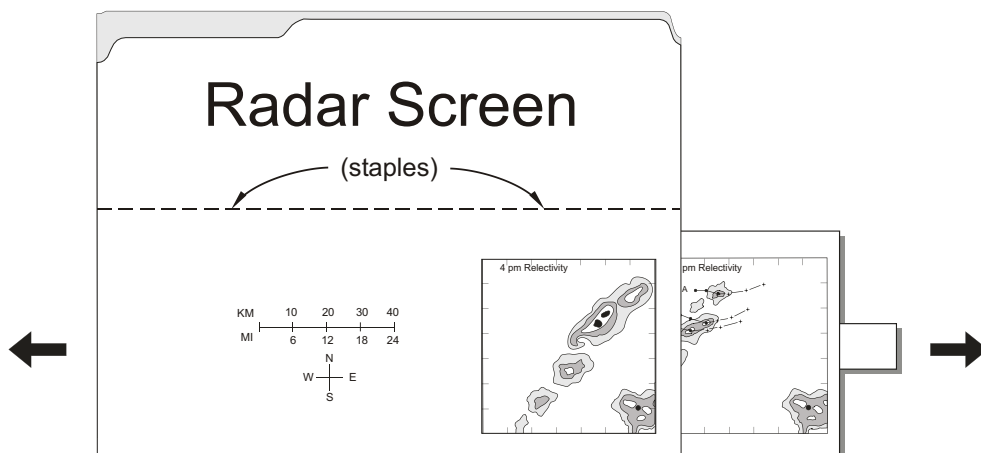 Radar Screen
(staples)
4 pm Relectivity
pm Relectivity
A
KM 10 20 30 40
MI 6 12 18 24
N
W E
S